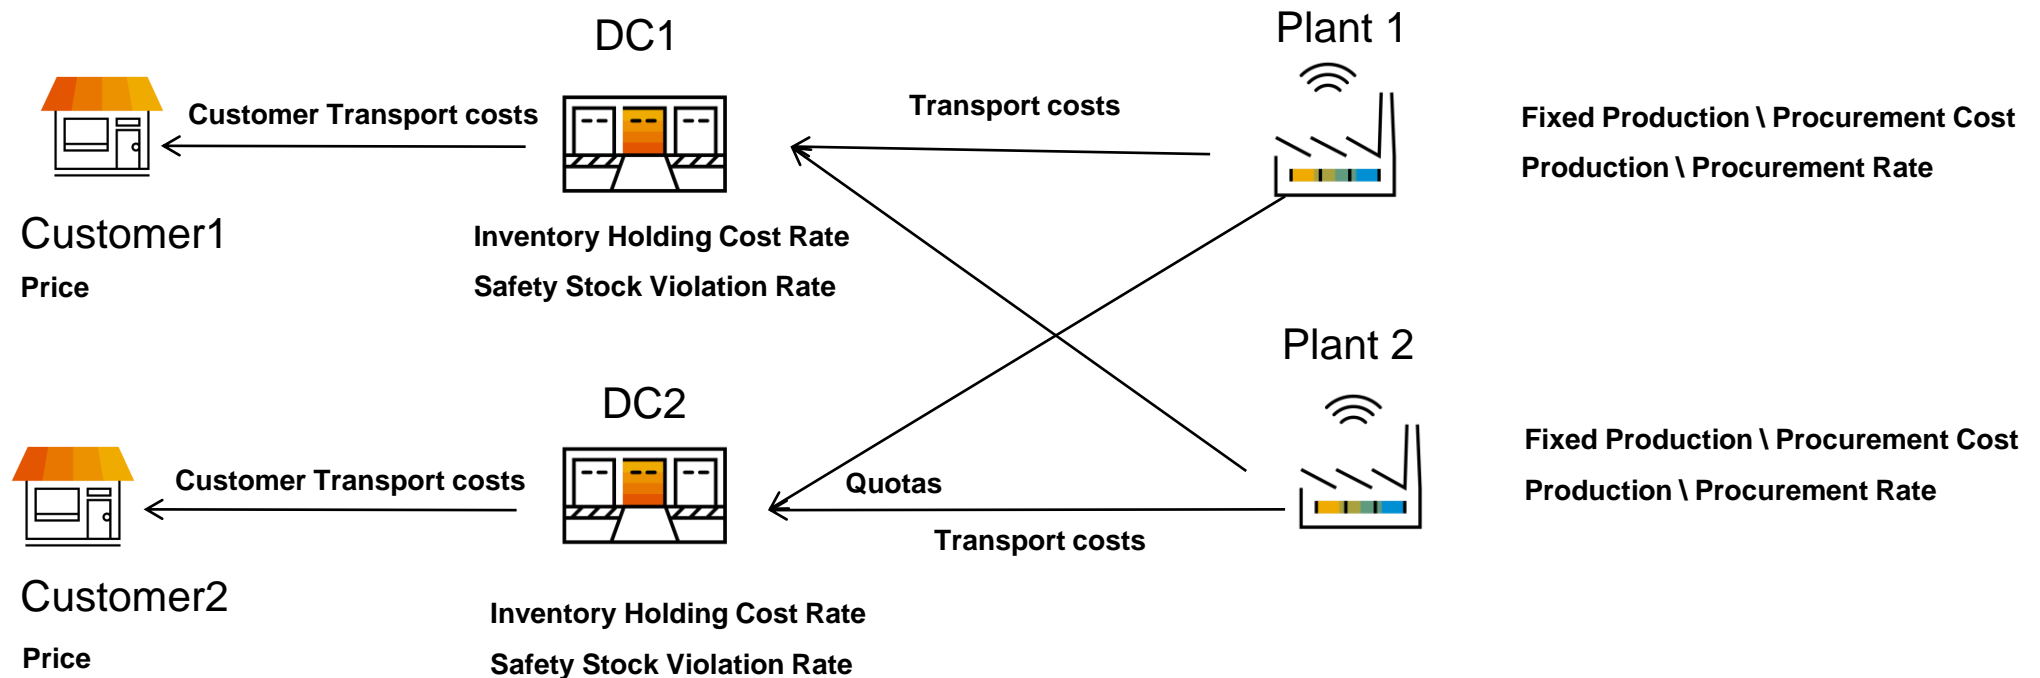 DC1
Plant 1
Customer Transport costs
Transport costs
Fixed Production \ Procurement Cost
Production \ Procurement Rate
Customer1
Price
Inventory Holding Cost Rate
Safety Stock Violation Rate
Plant 2
DC2
Customer Transport costs
Quotas
Transport costs
Fixed Production \ Procurement Cost
Production \ Procurement Rate
Customer2
Price
Inventory Holding Cost Rate
Safety Stock Violation Rate